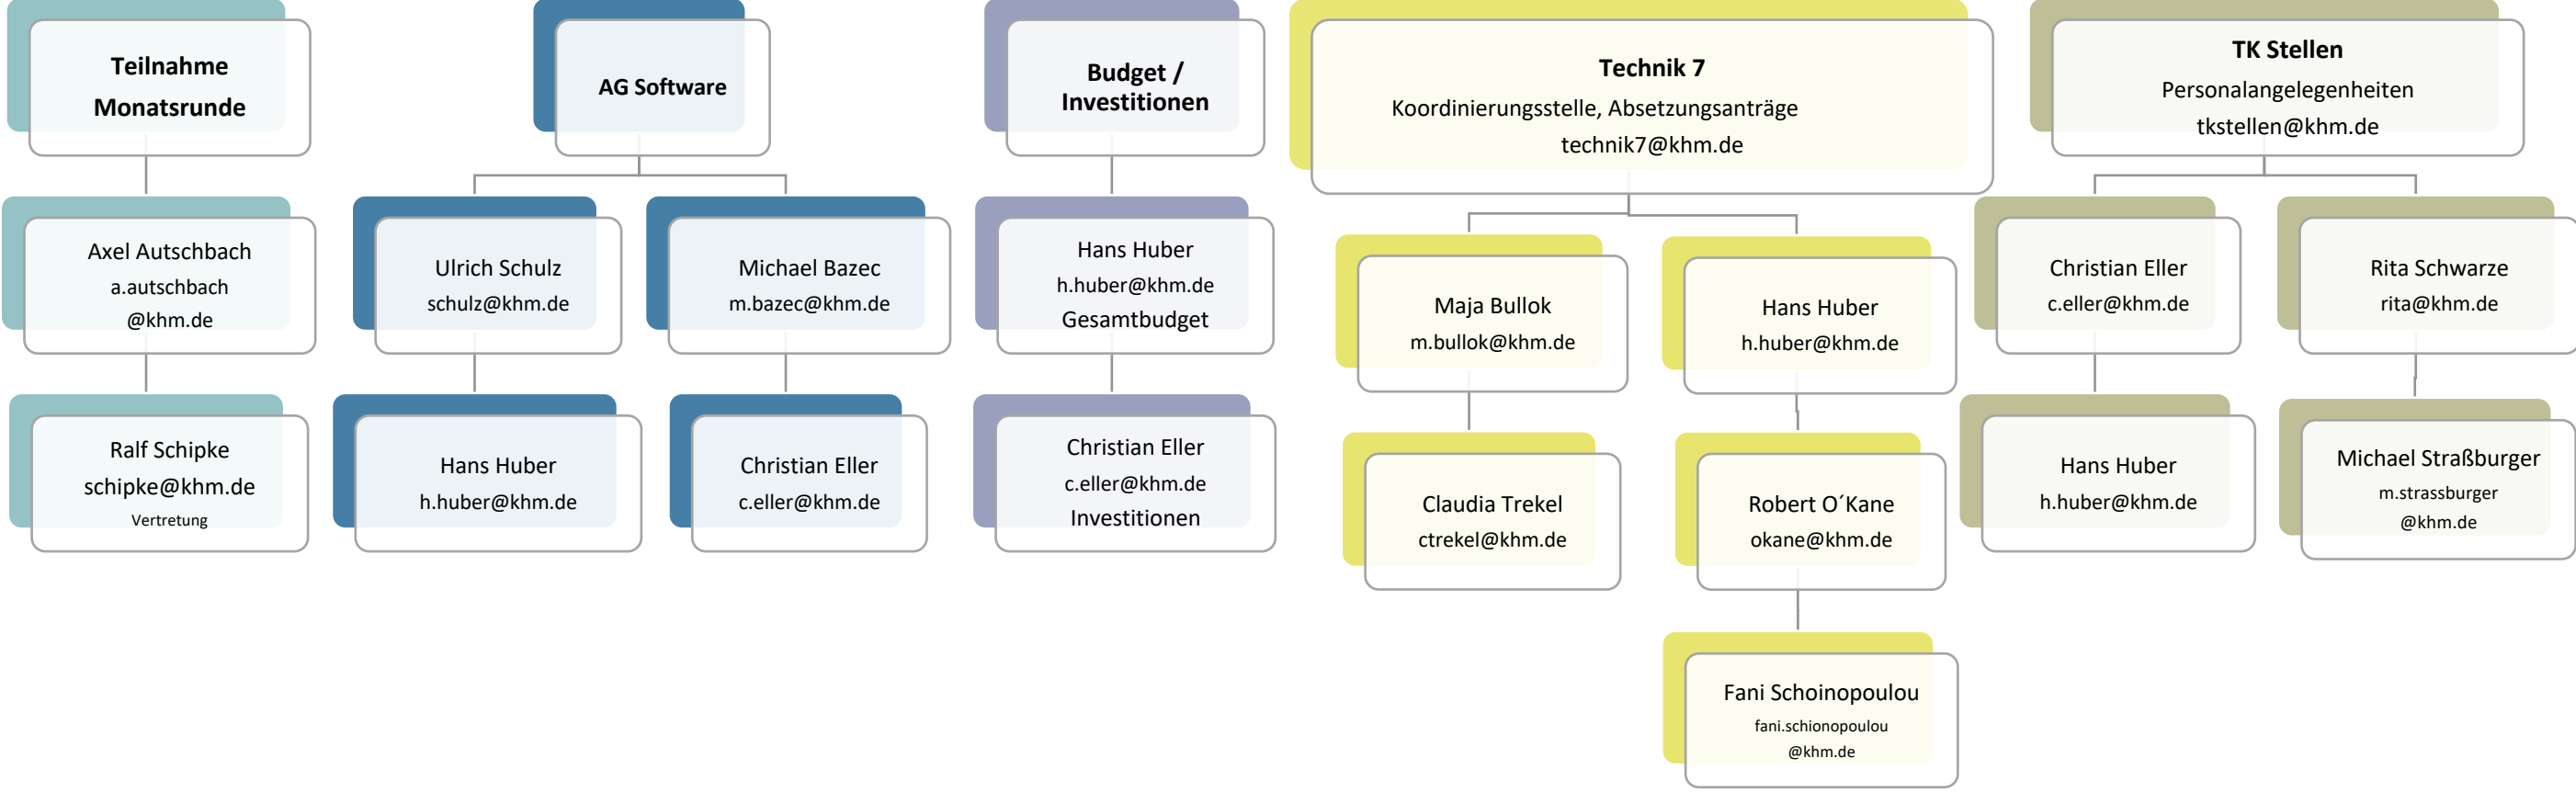 Teilnahme
Monatsrunde
AG Software
Budget /
Investitionen
Technik 7
Koordinierungsstelle, Absetzungsanträge
technik7@khm.de
TK Stellen
Personalangelegenheiten
tkstellen@khm.de
Axel Autschbach
a.autschbach
@khm.de
Ulrich Schulz
schulz@khm.de
Michael Bazec
m.bazec@khm.de
Hans Huber
h.huber@khm.de
Gesamtbudget
Maja Bullok
m.bullok@khm.de
Hans Huber
h.huber@khm.de
Christian Eller
c.eller@khm.de
Rita Schwarze
rita@khm.de
Ralf Schipke
schipke@khm.de
Vertretung
Hans Huber
h.huber@khm.de
Christian Eller
c.eller@khm.de
Christian Eller
c.eller@khm.de
Investitionen
Claudia Trekel
ctrekel@khm.de
Robert O´Kane
okane@khm.de
Hans Huber
h.huber@khm.de
Michael Straßburger
m.strassburger
@khm.de
Fani Schoinopoulou
fani.schionopoulou
@khm.de